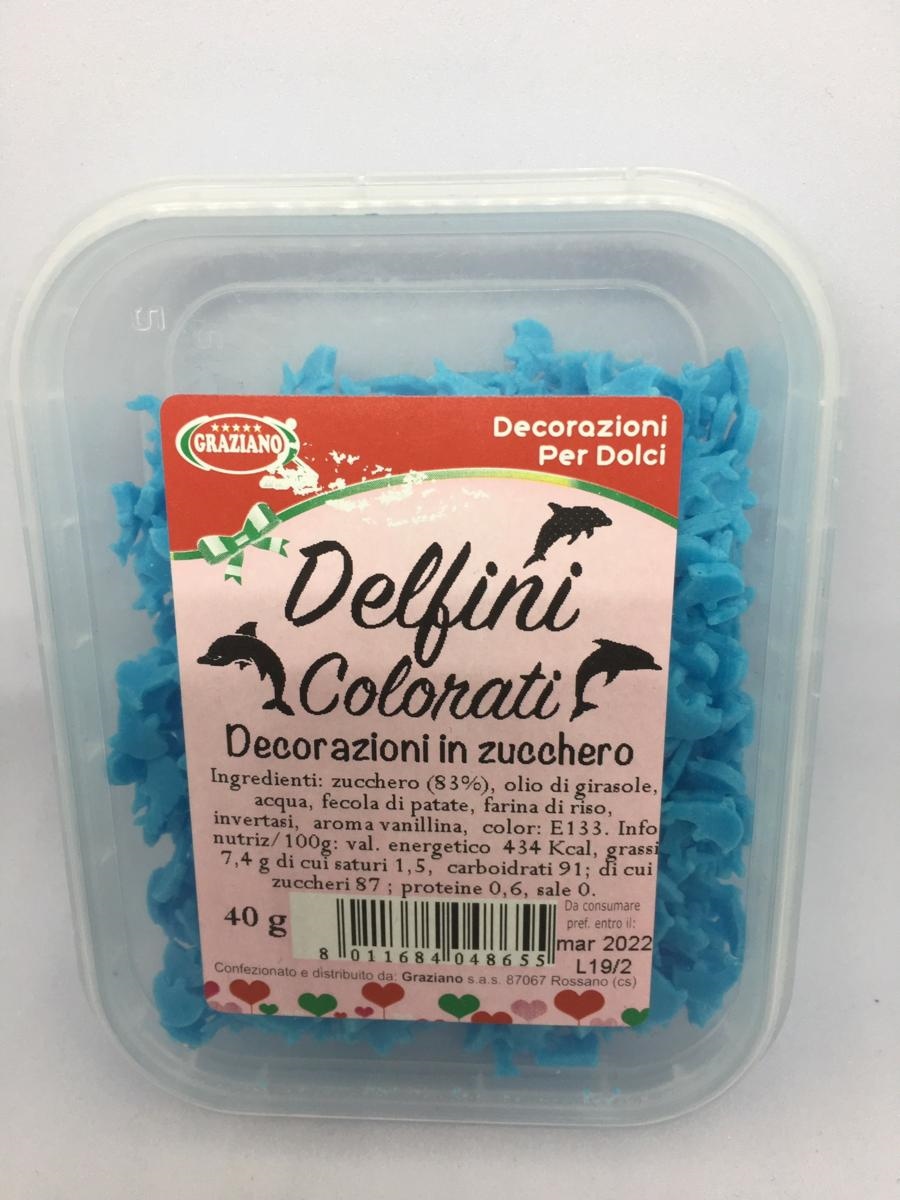 GRAZIANO
Decorazioni
Per Dolci
Delfini
Colorati
Decorazioni in zucchero
Ingredienti: zucchero (83%), olio di girasole,
acqua, fecola di patate, farina di riso,
invertasi, aroma vanillina, color: E133. Info
nutriz/100g: val. energetico 434 Kcal, grassi
7,4 g di cui saturi 1,5, carboidrati 91; di cui
zuccheri 87 ; proteine 0,6, sale 0.
40 g
Da consumare
pref. entro il:
mar 2022
L19/2
8 011684 048655
Confezionato e distribuito da: Graziano s.a.s. 87067 Rossano (cs)